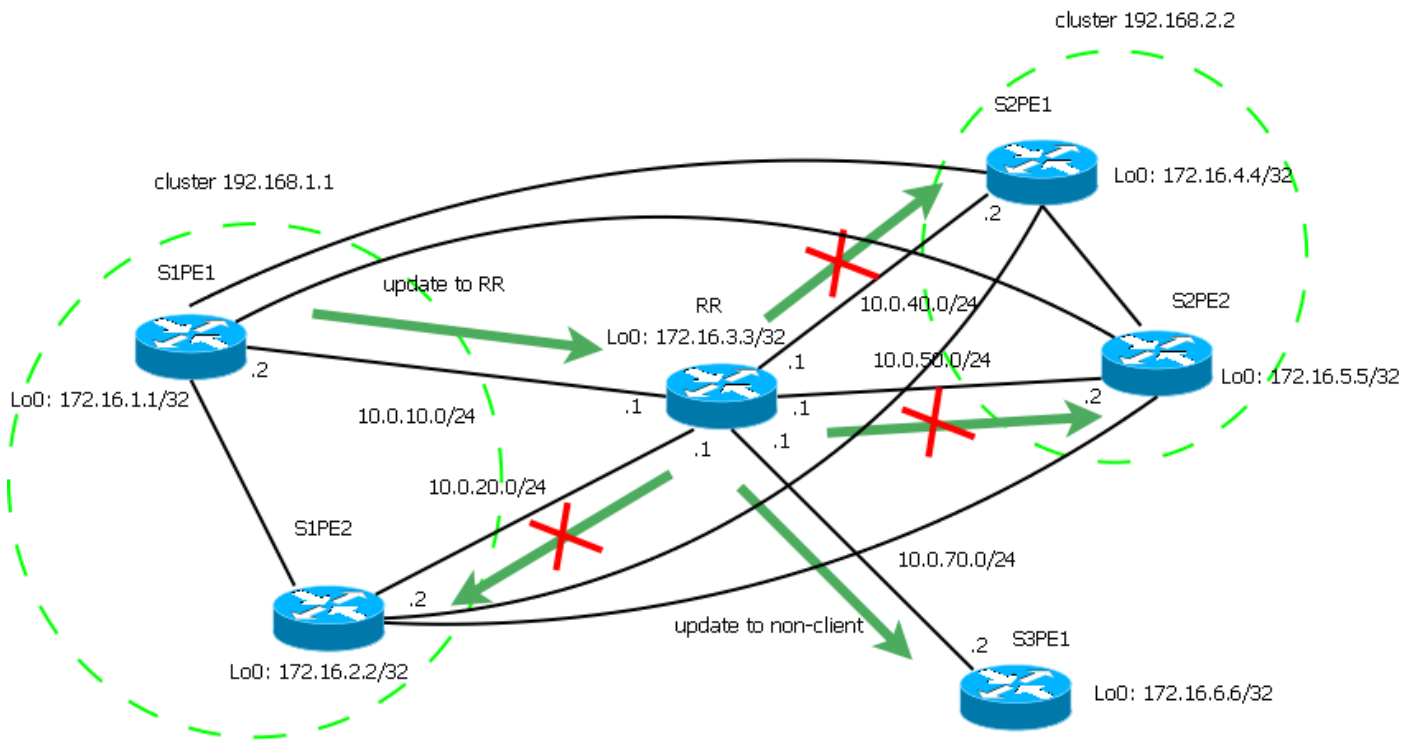 cluster 192.168.2.2
S2PE1
Lo0: 172.16.4.4/32
cluster 192.168.1.1
.2
S1PE1
update to RR
RR
10.0.40.0/24
S2PE2
Lo0: 172.16.3.3/32
10.0.50.0/24
.1
.2
Lo0: 172.16.5.5/32
Lo0: 172.16.1.1/32
.2
.1
.1
10.0.10.0/24
.1
.1
10.0.20.0/24
S1PE2
10.0.70.0/24
.2
update to non-client
S3PE1
.2
Lo0: 172.16.2.2/32
Lo0: 172.16.6.6/32